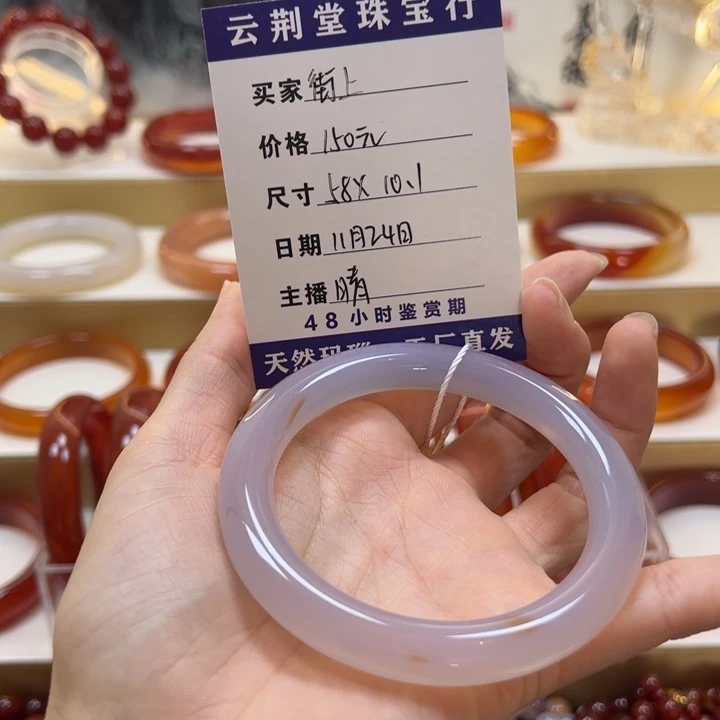 云荆堂珠宝行
买家 街上
价格 150元
尺寸 58X 10.1
日期 11月24日
主播 晴
48小时鉴赏期
天然玛瑙 工厂直发